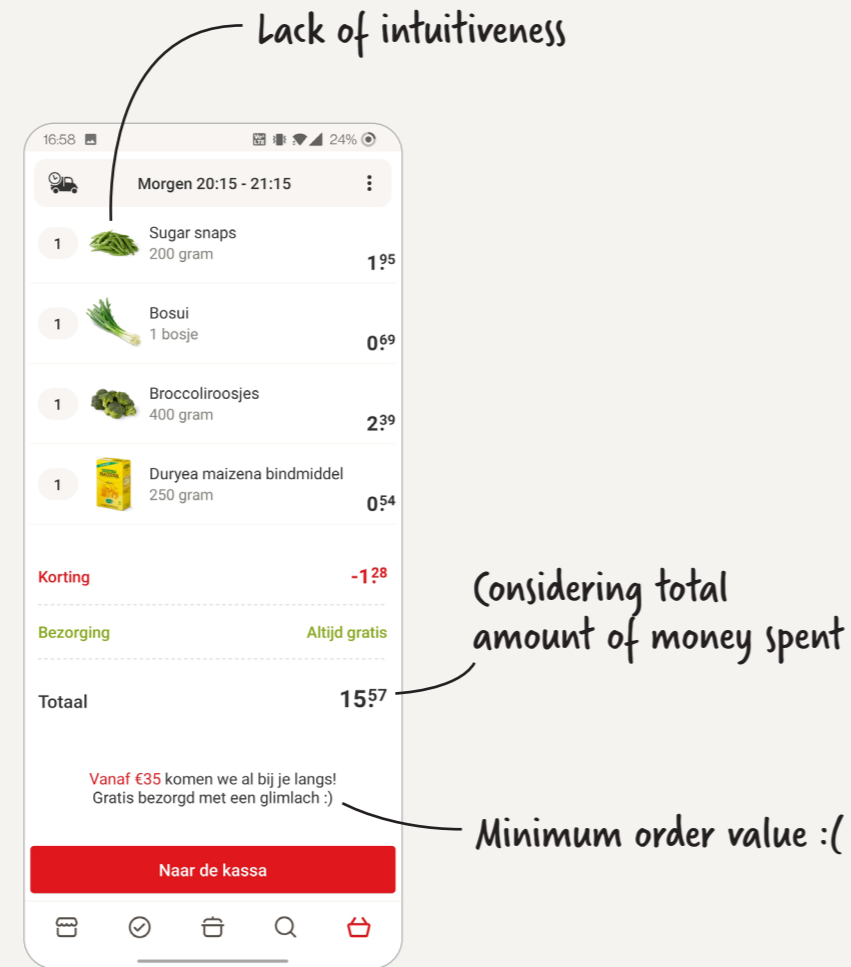 Lack of intuitiveness
16:58 24%
Morgen 20:15 - 21:15
1 Sugar snaps
200 gram
1.95
1 Bosui
1 bosje
0.69
1 Broccoliroosjes
400 gram
2.39
1 Duryea maizena bindmiddel
250 gram
0.54
Korting -1.28
Bezorging Altijd gratis
Totaal 15.57
Considering total
amount of money spent
Vanaf €35 komen we al bij je langs!
Gratis bezorgd met een glimlach :)
Minimum order value :(
Naar de kassa